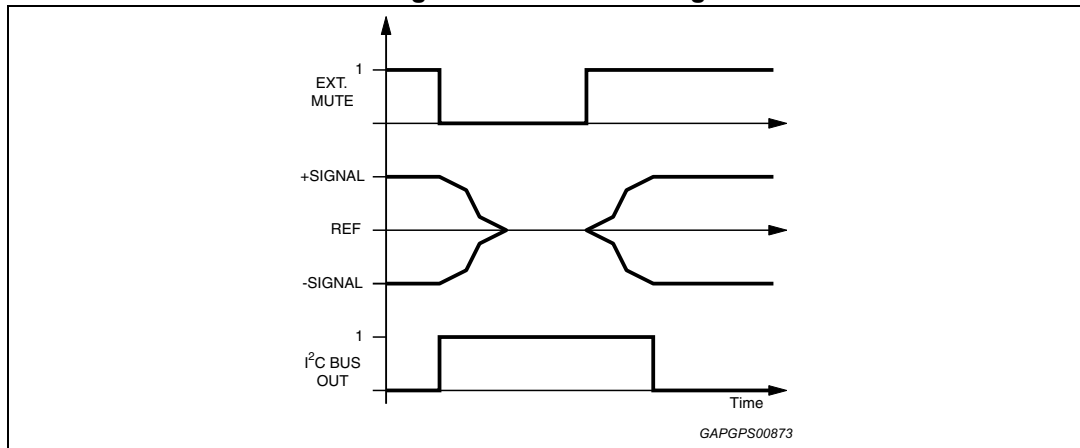 1
EXT.
MUTE
+SIGNAL
REF
-SIGNAL
1
I²C BUS
OUT
Time
GAPGPS00873